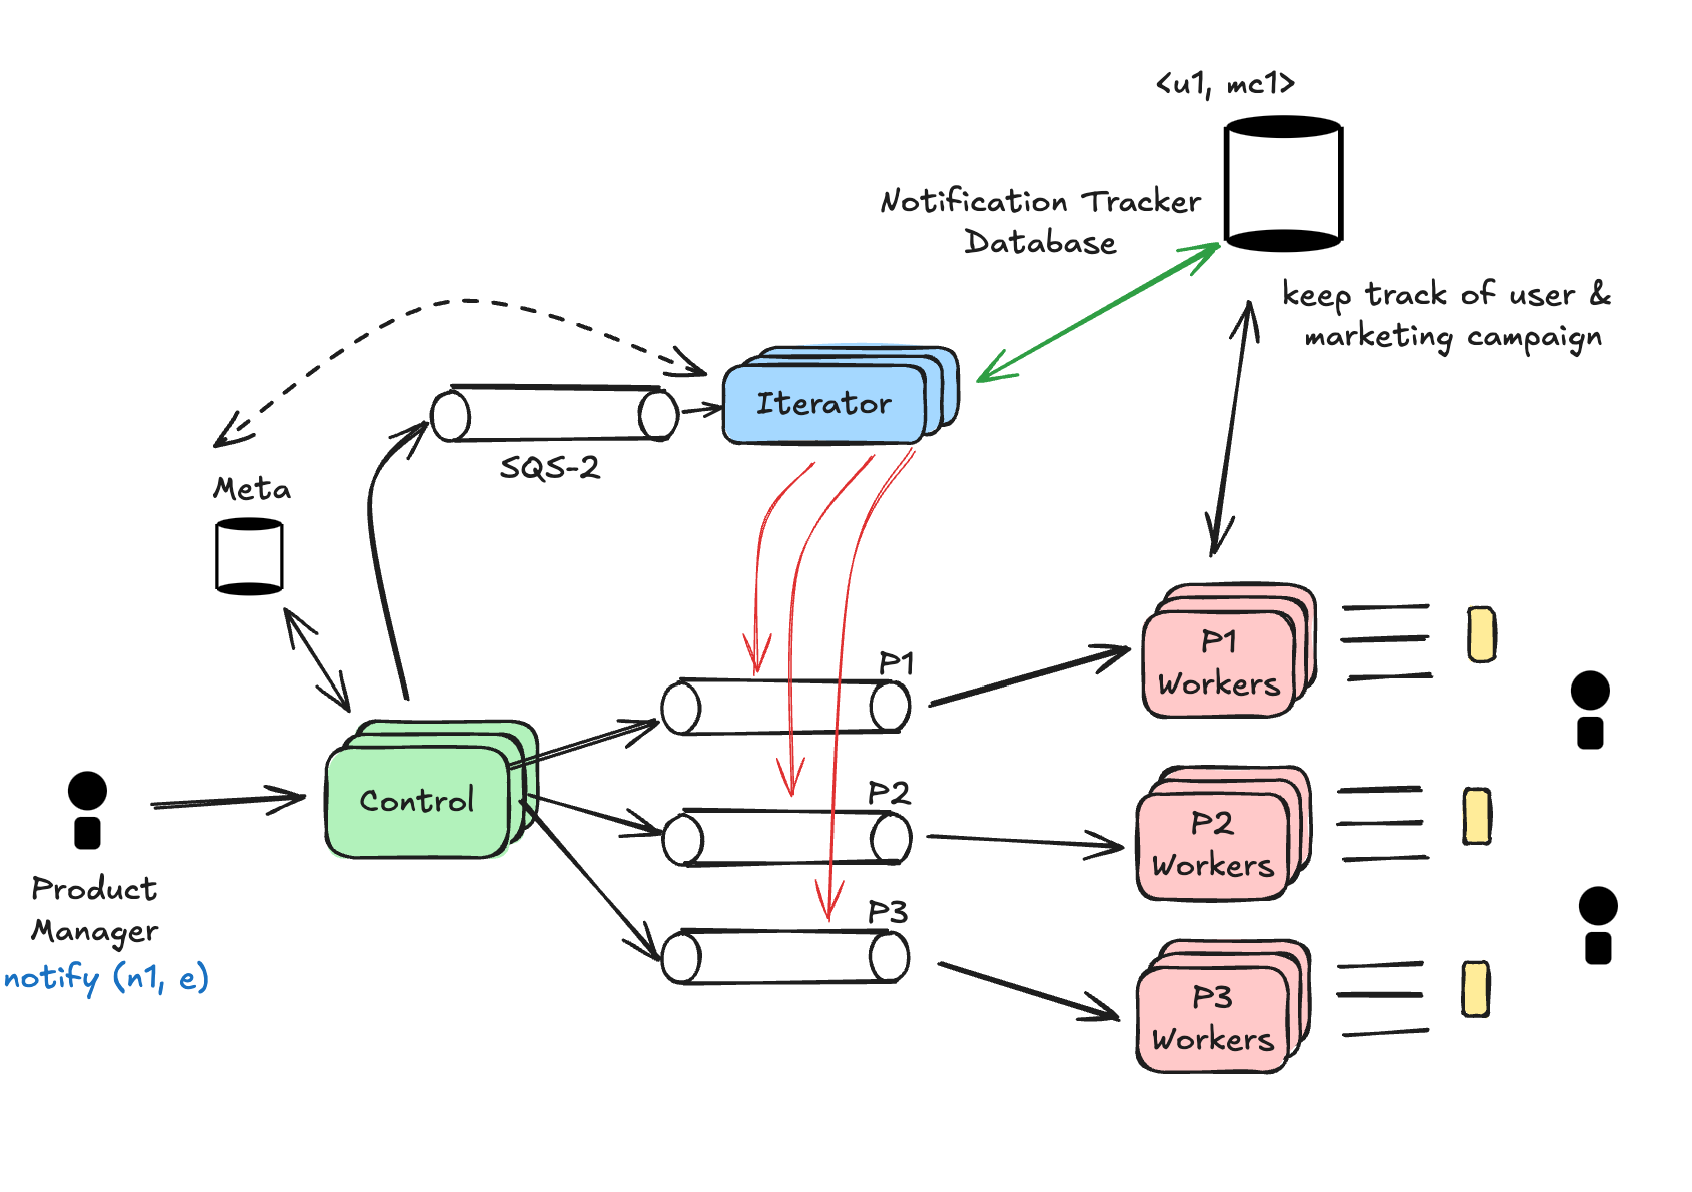 <u1, mc1>
Notification Tracker
Database
keep track of user &
marketing campaign
Iterator
SQS-2
Meta
P1
P1
Workers
Control
P2
P2
Workers
Product
Manager
notify (n1, e)
P3
P3
Workers